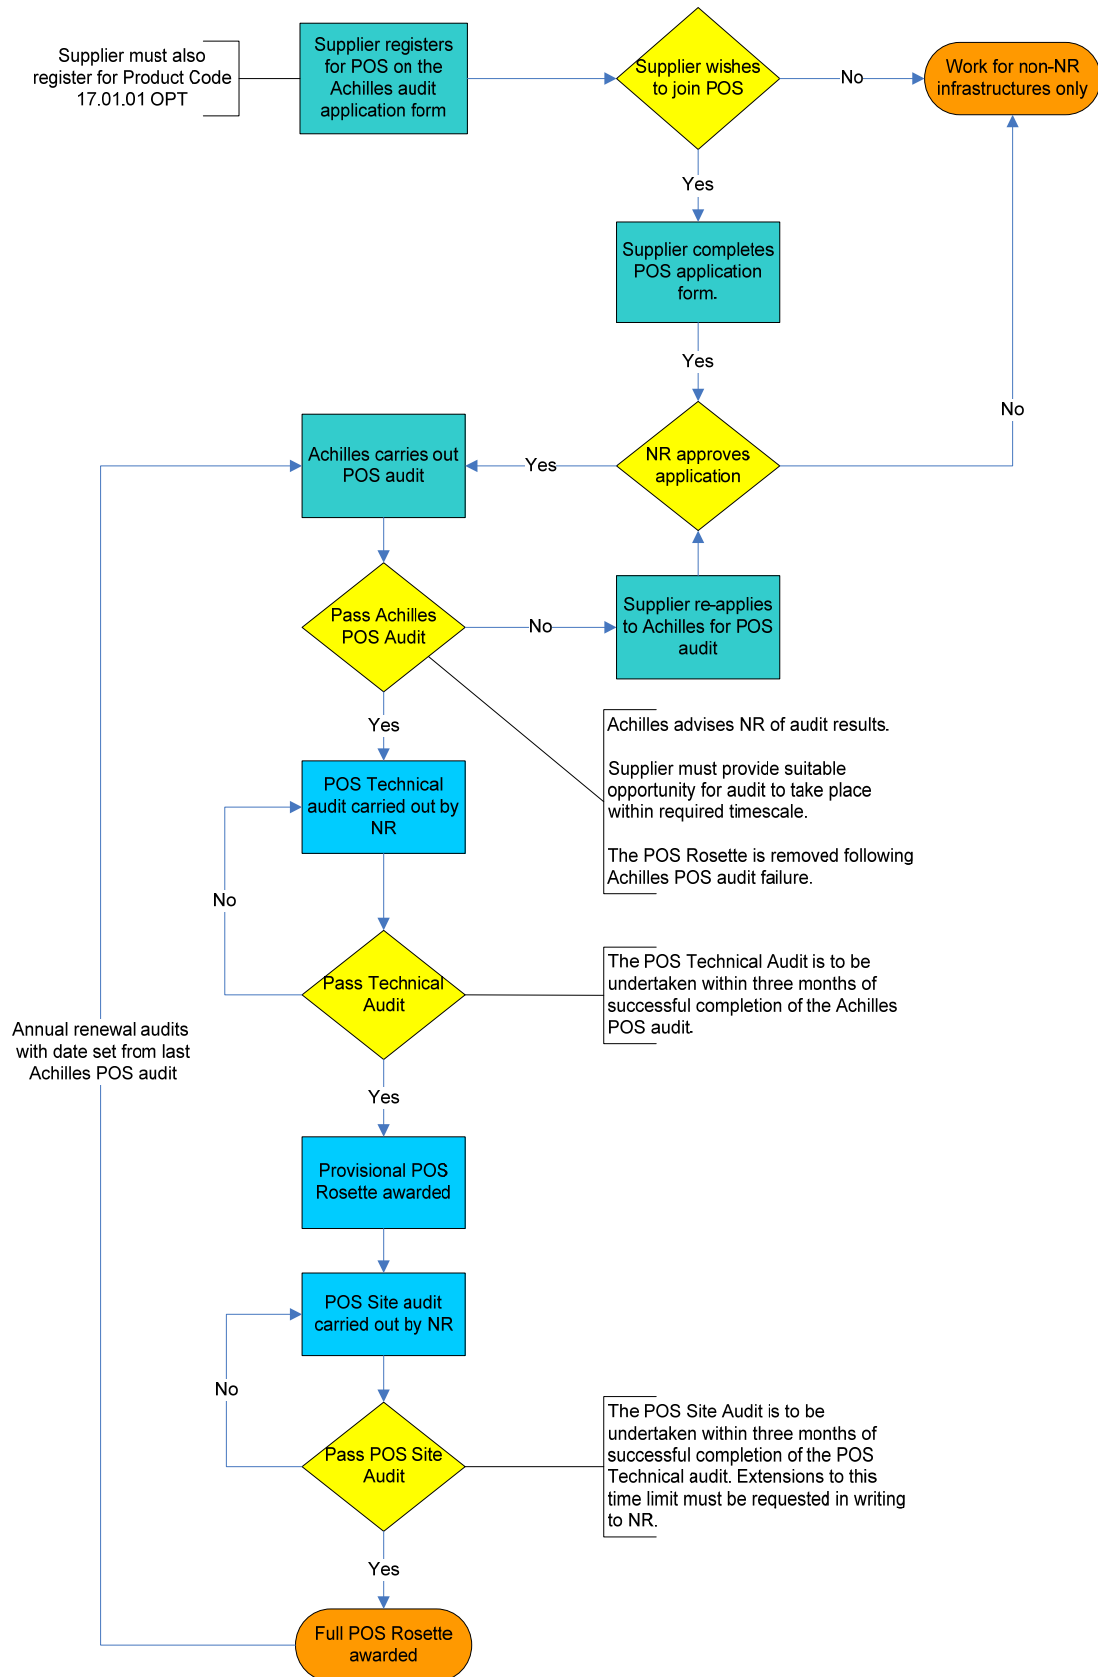 Supplier must also
register for Product Code
17.01.01 OPT
Supplier registers
for POS on the
Achilles audit
application form
Supplier wishes
to join POS
No
Work for non-NR
infrastructures only
Yes
Supplier completes
POS application
form.
Yes
No
Achilles carries out
POS audit
Yes
NR approves
application
Pass Achilles
POS Audit
No
Supplier re-applies
to Achilles for POS
audit
Yes
Achilles advises NR of audit results.
Supplier must provide suitable
opportunity for audit to take place
within required timescale.
The POS Rosette is removed following
Achilles POS audit failure.
POS Technical
audit carried out by
NR
No
Pass Technical
Audit
The POS Technical Audit is to be
undertaken within three months of
successful completion of the Achilles
POS audit.
Annual renewal audits
with date set from last
Achilles POS audit
Yes
Provisional POS
Rosette awarded
POS Site audit
carried out by NR
No
Pass POS Site
Audit
The POS Site Audit is to be
undertaken within three months of
successful completion of the POS
Technical audit. Extensions to this
time limit must be requested in writing
to NR.
Yes
Full POS Rosette
awarded